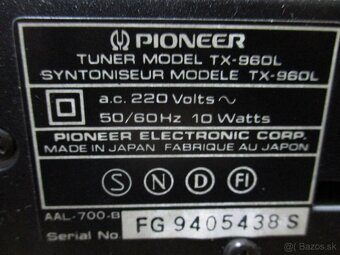 PIONEER
TUNER MODEL TX-960L
SYNTONISEUR MODELE TX-960L
a.c. 220 Volts ~
50/60Hz 10 Watts
PIONEER ELECTRONIC CORP.
MADE IN JAPAN FABRIQUE AU JAPON
S N D FI
AAL-700-B
Serial No. FG 9405438 S
bazos.sk